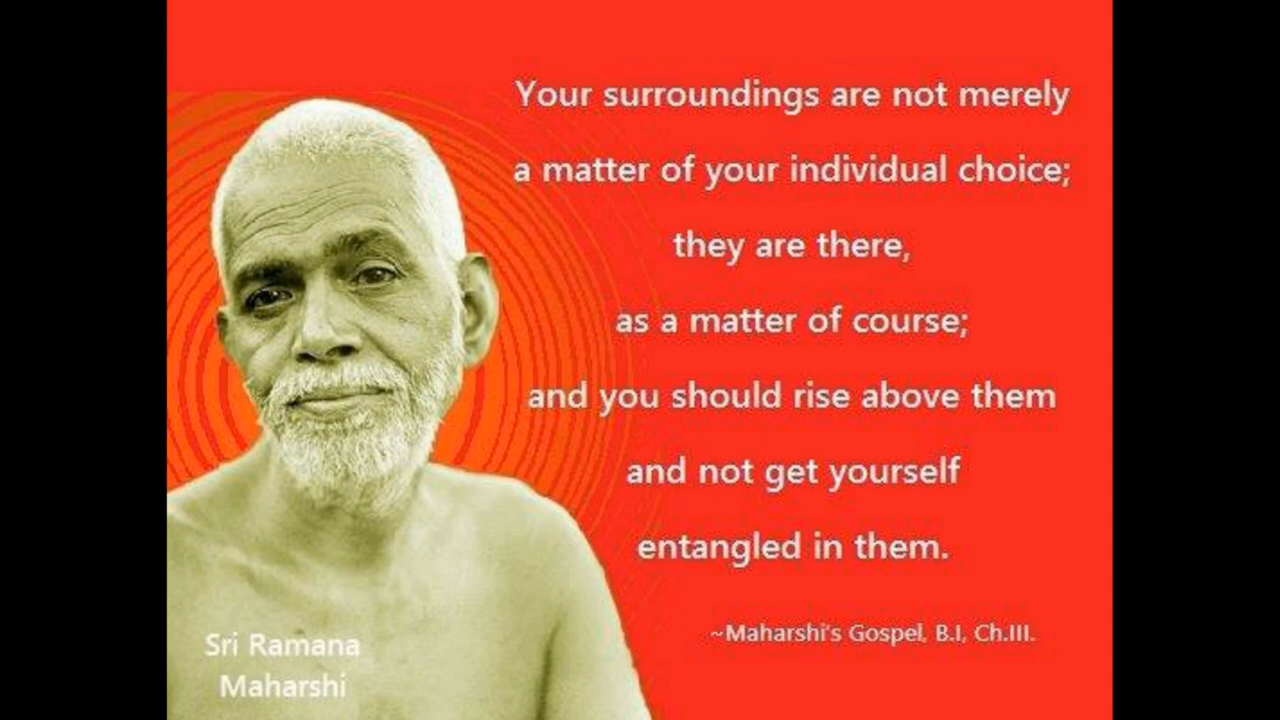 Your surroundings are not merely
a matter of your individual choice;
they are there,
as a matter of course;
and you should rise above them
and not get yourself
entangled in them.
~Maharshi's Gospel, B.I, Ch.III.
Sri Ramana
Maharshi